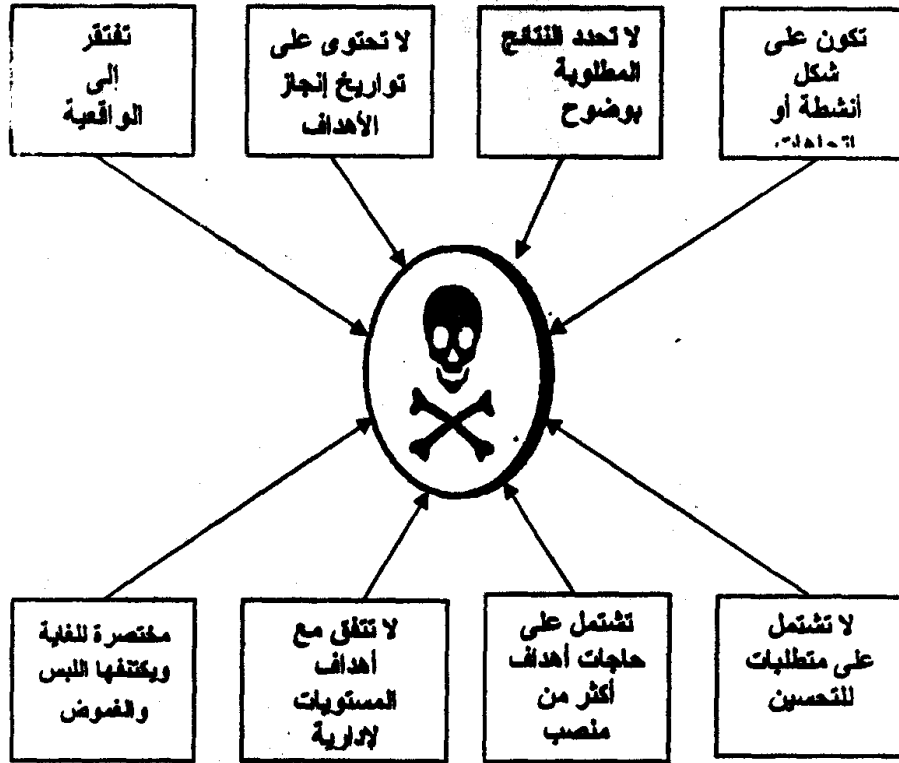 تكون على
شكل
أنشطة أو
اتجاهات
لا تحدد النتائج
المطلوبة
بوضوح
لا تحتوى على
تواريخ إنجاز
الأهداف
تفتقر
إلى
الواقعية
لا تشتمل
على متطلبات
للتحسين
تشتمل على
حاجات أهداف
أكثر من
منصب
لا تتفق مع
أهداف
المستويات
لإدارية
مختصرة للغاية
ويكتنفها اللبس
والغموض